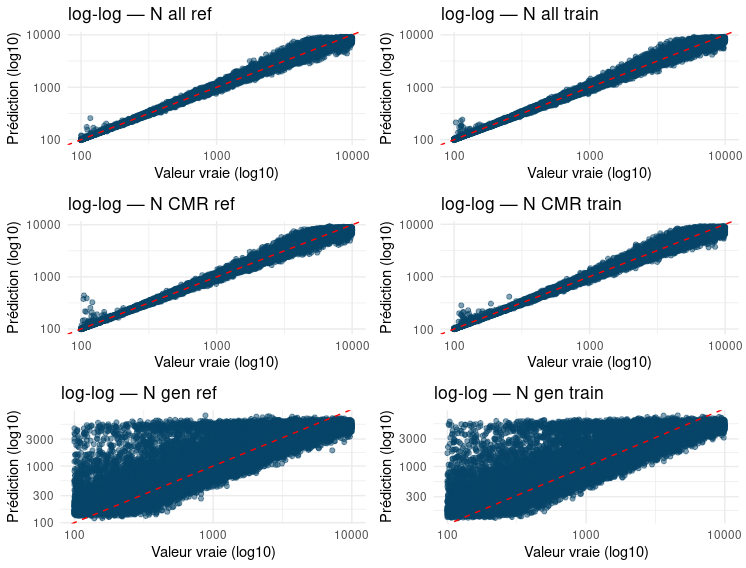 log-log — N all ref
Prédiction (log10)
1000
100
100 1000 10000
Valeur vraie (log10)
log-log — N all train
Prédiction (log10)
10000
1000
100
100 1000 10000
Valeur vraie (log10)
log-log — N CMR ref
Prédiction (log10)
10000
1000
100
100 1000 10000
Valeur vraie (log10)
log-log — N CMR train
Prédiction (log10)
10000
1000
100
100 1000 10000
Valeur vraie (log10)
log-log — N gen ref
Prédiction (log10)
3000
1000
300
100
100 1000 10000
Valeur vraie (log10)
log-log — N gen train
Prédiction (log10)
3000
1000
300
100 1000 10000
Valeur vraie (log10)